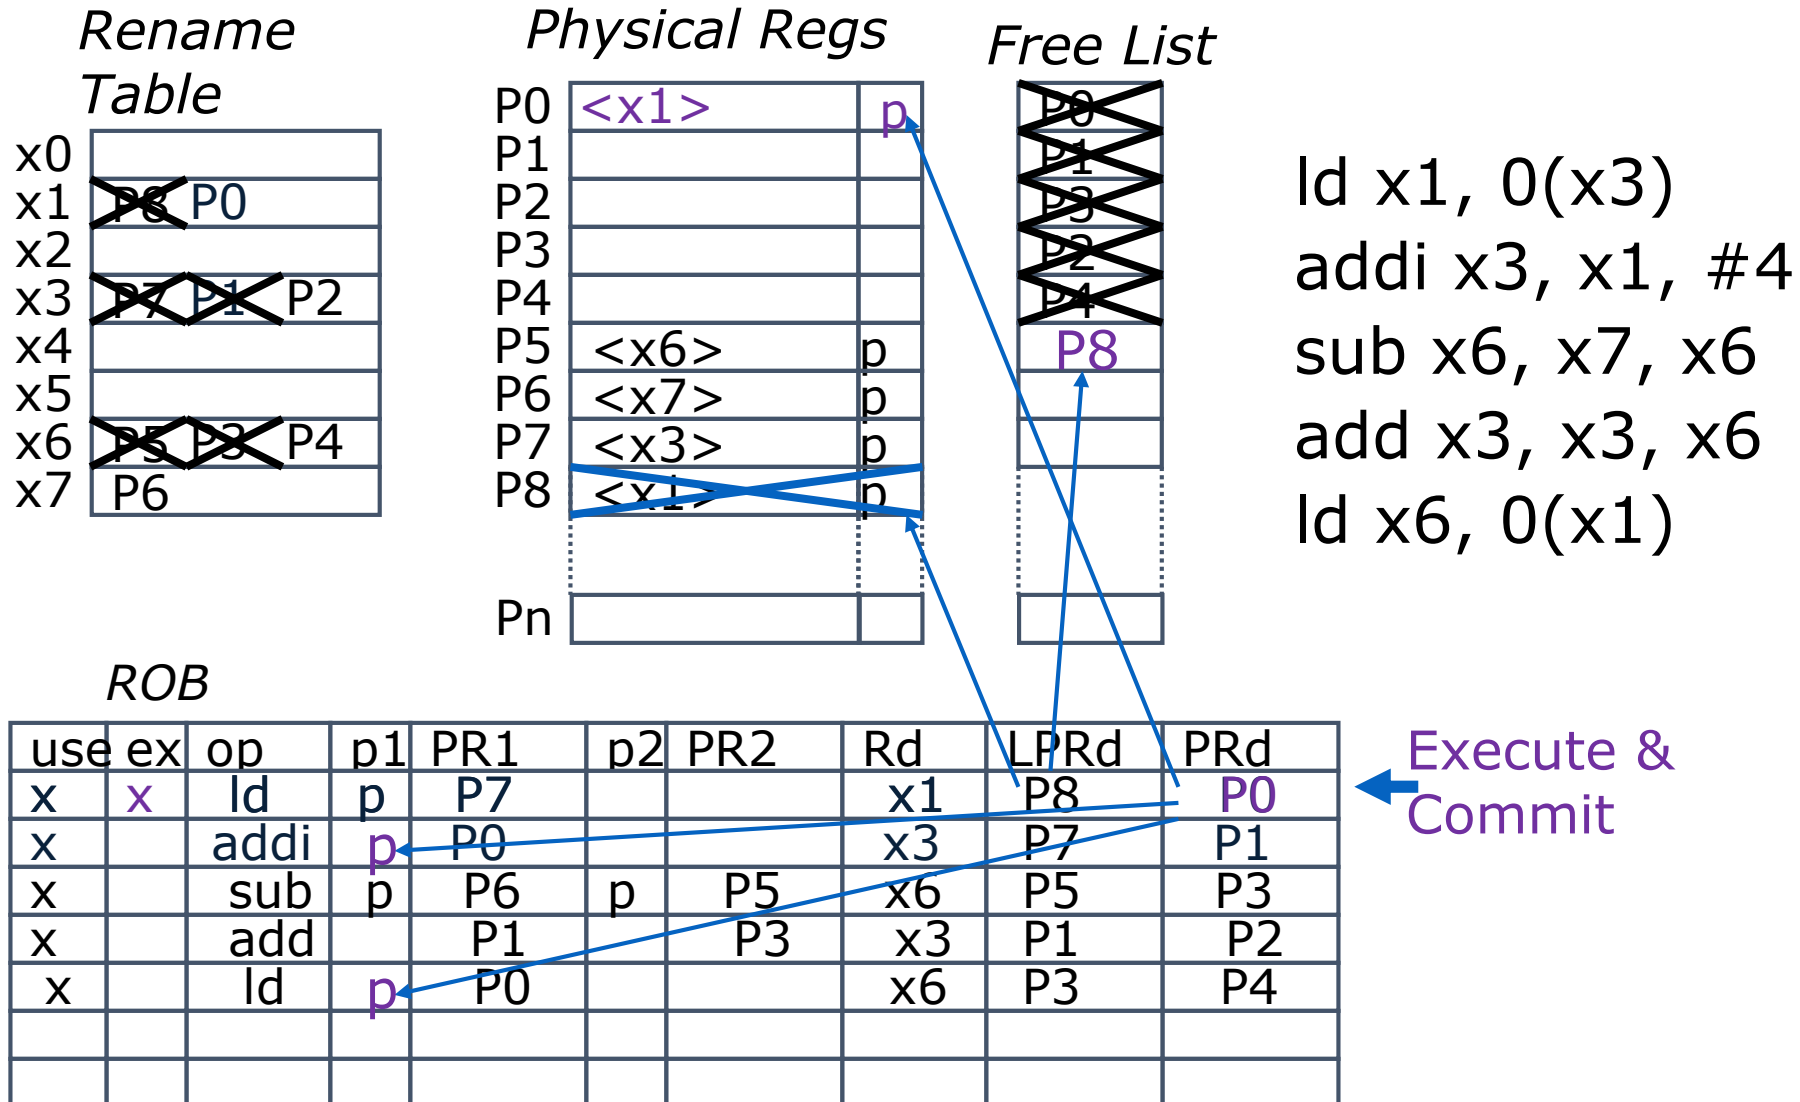 Rename
Table
Physical Regs
Free List
x0
x1 P8 P0
x2
x3 P7 P1 P2
x4
x5
x6 P5 P3 P4
x7 P6
P0 <x1> p
P1
P2
P3
P4
P5 <x6> p
P6 <x7> p
P7 <x3> p
P8 <x1> p
Pn
P0
P1
P3
P2
P4
P8
ld x1, 0(x3)
addi x3, x1, #4
sub x6, x7, x6
add x3, x3, x6
ld x6, 0(x1)
ROB
use ex op p1 PR1 p2 PR2 Rd LPRd PRd
x x ld p P7 x1 P8 P0
x addi p P0 x3 P7 P1
x sub p P6 p P5 x6 P5 P3
x add P1 P3 x3 P1 P2
x ld p P0 x6 P3 P4
Execute &
Commit